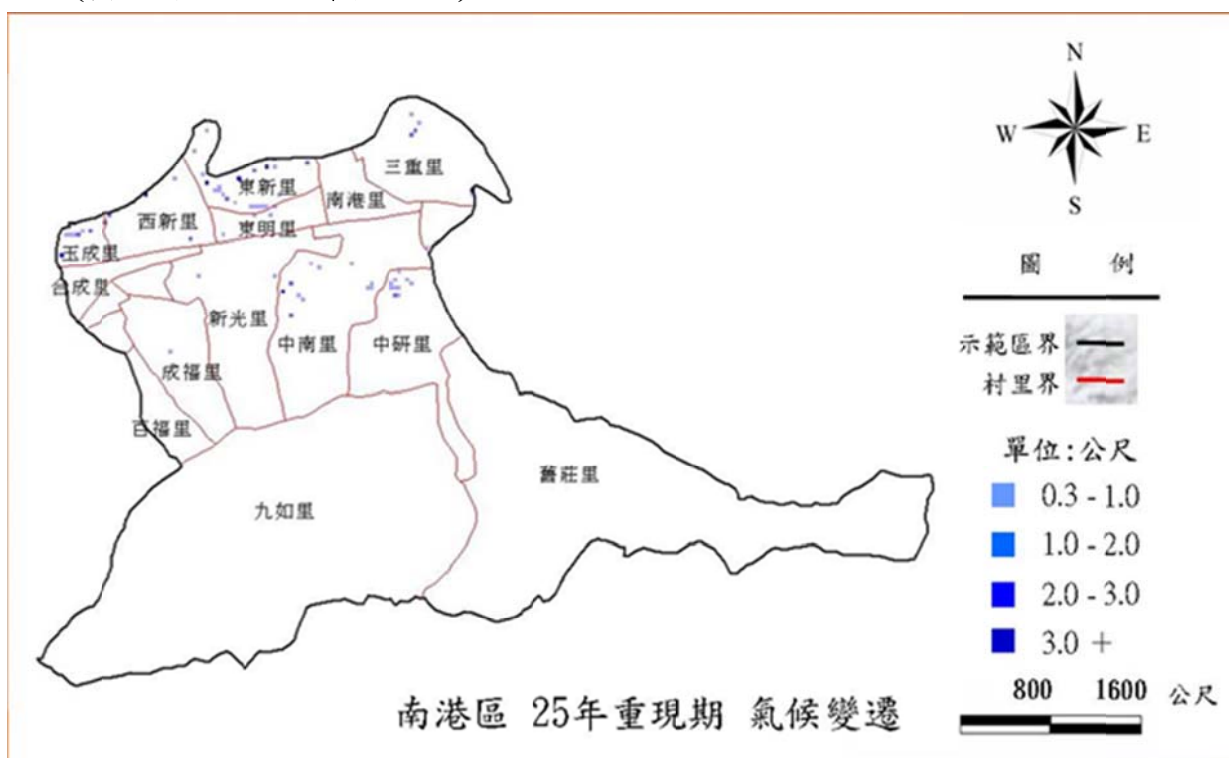 N
W
E
S
三重里
東新里
南港里
西新里
東明里
玉成里
合成里
新光里
中南里
中研里
成福里
百福里
舊莊里
九如里
圖 例
示範區界
村里界
單位:公尺
0.3 - 1.0
1.0 - 2.0
2.0 - 3.0
3.0 +
800 1600 公尺
南港區 25年重現期 氣候變遷